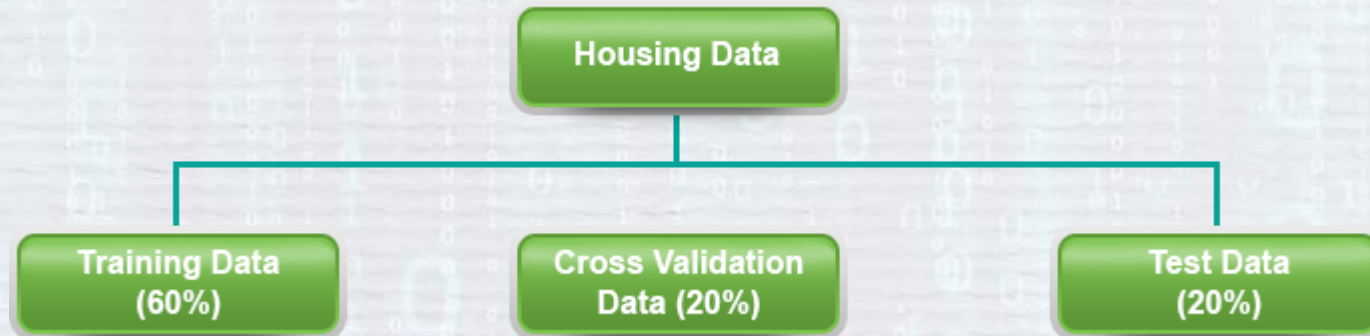 Housing Data
Training Data
(60%)
Cross Validation
Data (20%)
Test Data
(20%)